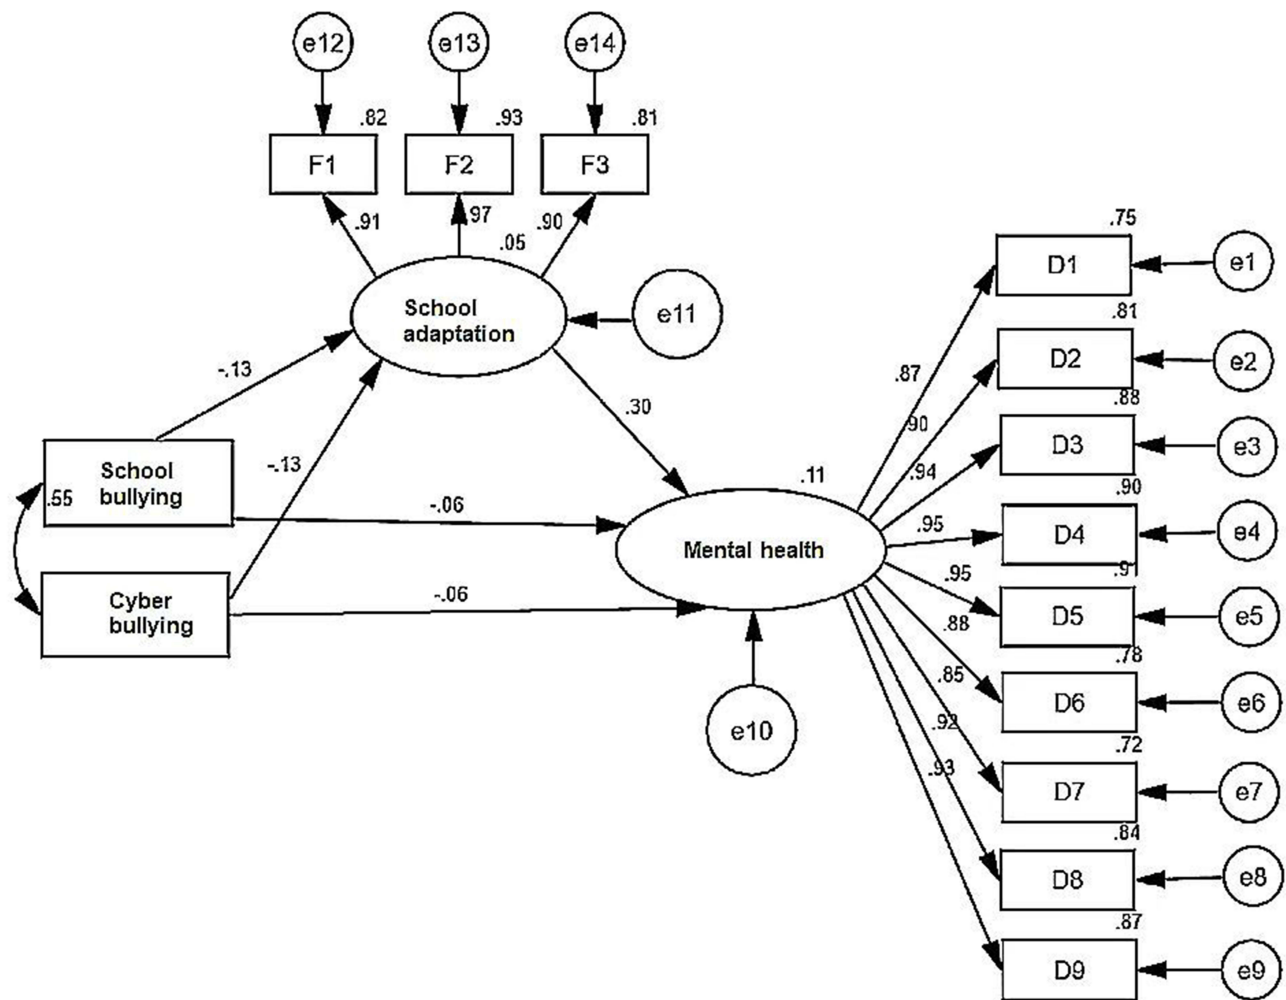 e12 e13 e14
.82 .93 .81
F1 F2 F3
.91 .97 .90
.05
School
adaptation
e11
-.13
-.13
.30
School
bullying
.55
-.06
Cyber
bullying
-.06
.11
Mental health
e10
.75
D1 e1
.87
.81
D2 e2
.90
.88
D3 e3
.94
.90
D4 e4
.95
.91
D5 e5
.95
.78
D6 e6
.88
.72
D7 e7
.85
.84
D8 e8
.92
.87
D9 e9
.93